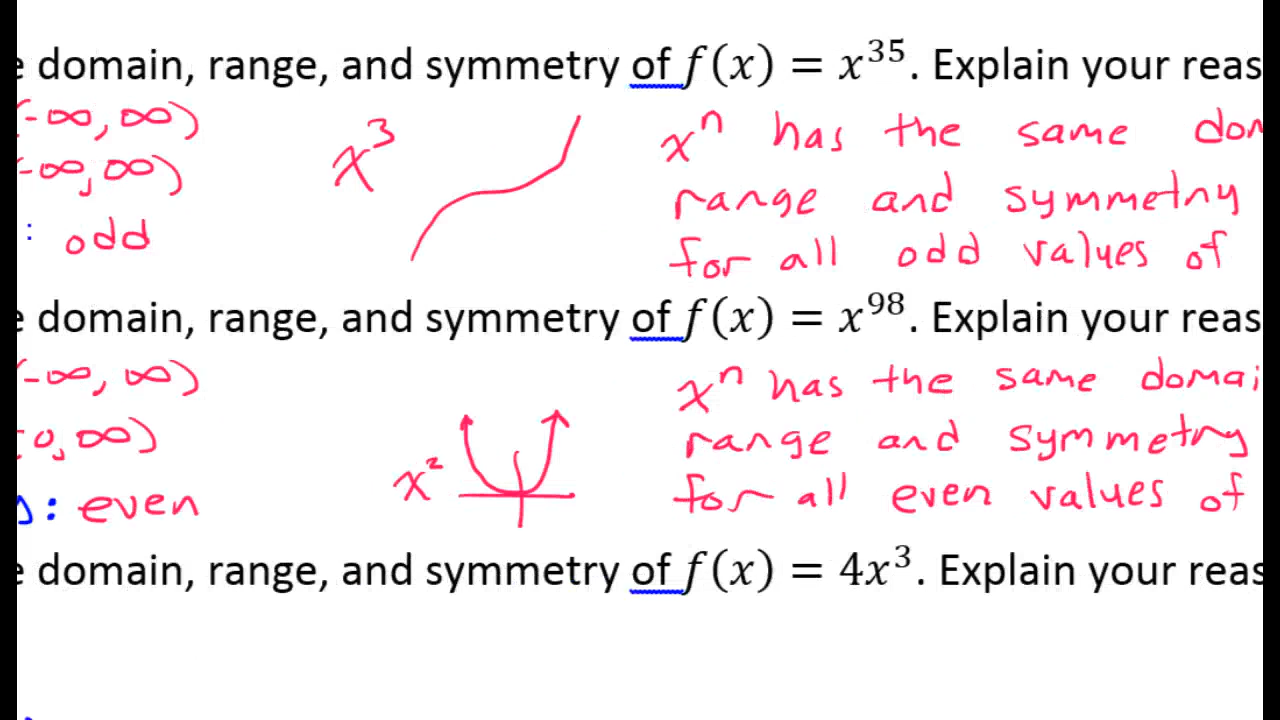 e domain, range, and symmetry of f(x) = x³⁵. Explain your reas
(-∞, ∞)
-∞, ∞)
: odd
x³
xⁿ has the same dom
range and symmetry
for all odd values of
e domain, range, and symmetry of f(x) = x⁹⁸. Explain your reas
(-∞, ∞)
[0, ∞)
: even
x²
xⁿ has the same domai
range and symmetry
for all even values of
e domain, range, and symmetry of f(x) = 4x³. Explain your reas